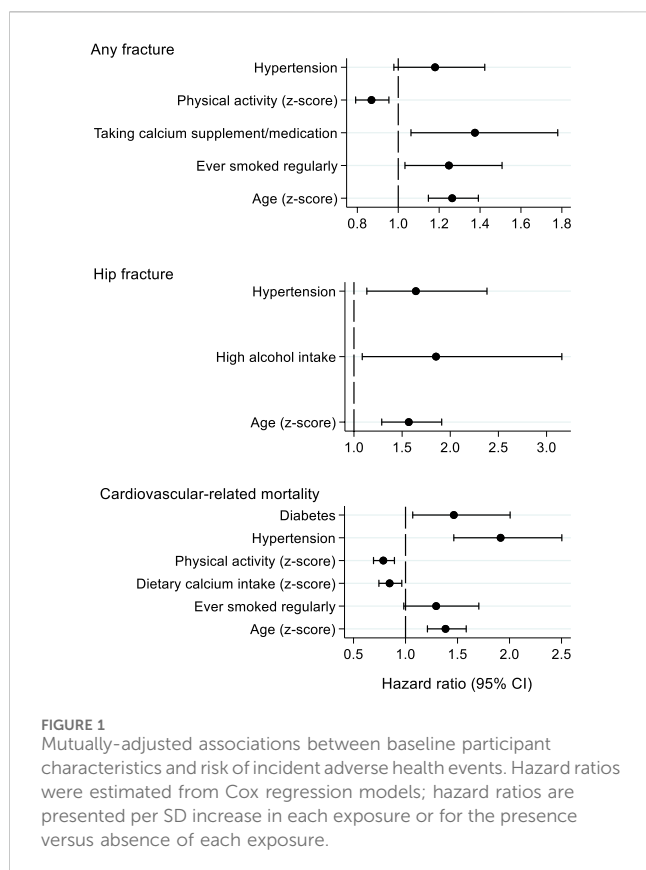 Any fracture
Hypertension
Physical activity (z-score)
Taking calcium supplement/medication
Ever smoked regularly
Age (z-score)
0.8 1.0 1.2 1.4 1.6 1.8
Hip fracture
Hypertension
High alcohol intake
Age (z-score)
1.0 1.5 2.0 2.5 3.0
Cardiovascular-related mortality
Diabetes
Hypertension
Physical activity (z-score)
Dietary calcium intake (z-score)
Ever smoked regularly
Age (z-score)
0.5 1.0 1.5 2.0 2.5
Hazard ratio (95% CI)
FIGURE 1
Mutually-adjusted associations between baseline participant
characteristics and risk of incident adverse health events. Hazard ratios
were estimated from Cox regression models; hazard ratios are
presented per SD increase in each exposure or for the presence
versus absence of each exposure.